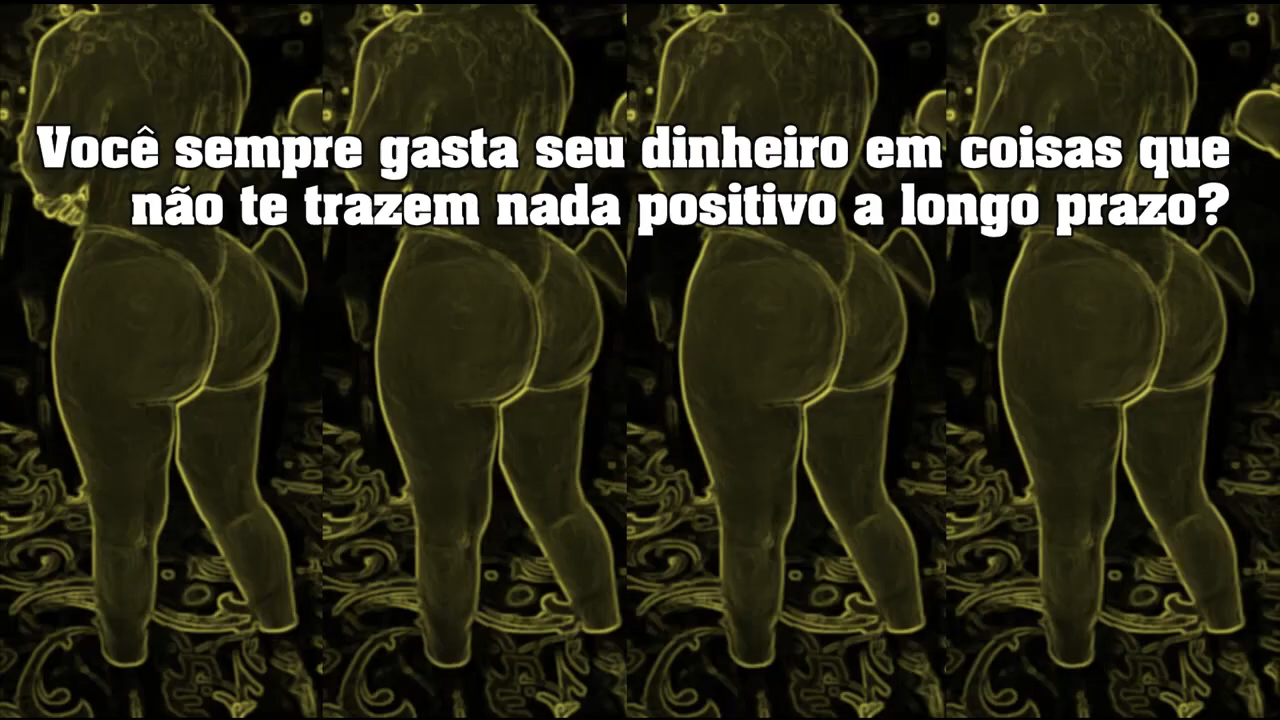 Você sempre gasta seu dinheiro em coisas que
não te trazem nada positivo a longo prazo?